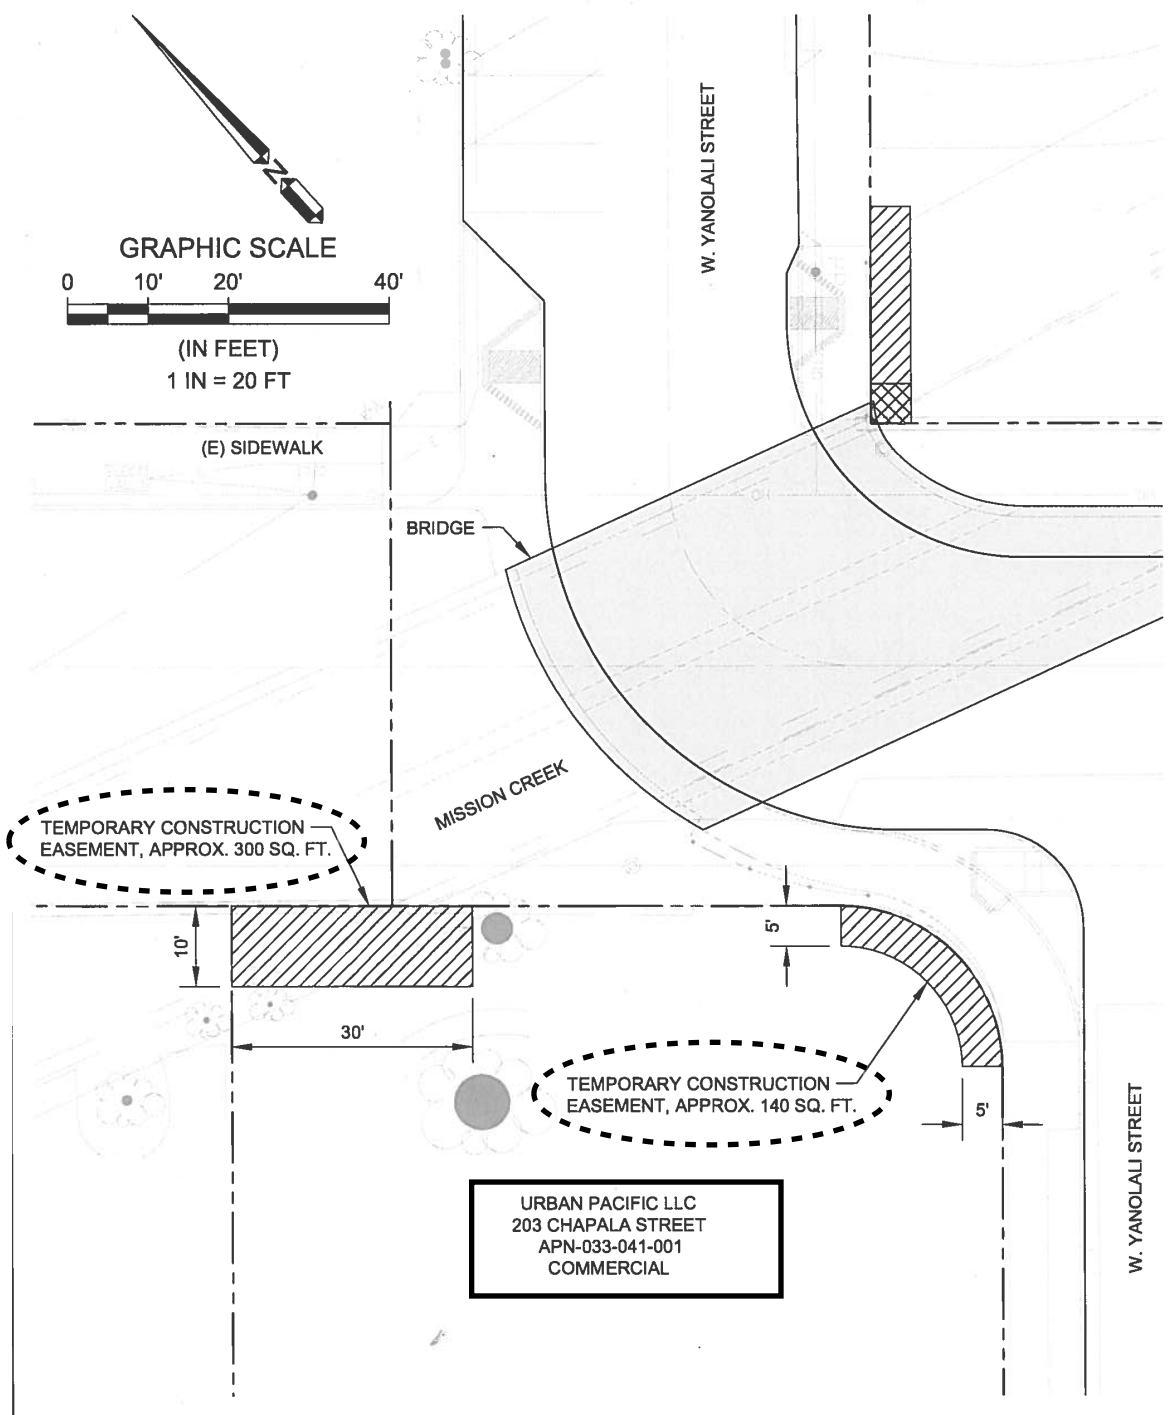 W. YANOLALI STREET
N
GRAPHIC SCALE
0 10' 20' 40'
(IN FEET)
1 IN = 20 FT
(E) SIDEWALK
BRIDGE
MISSION CREEK
TEMPORARY CONSTRUCTION
EASEMENT, APPROX. 300 SQ. FT.
10'
30'
5'
TEMPORARY CONSTRUCTION
EASEMENT, APPROX. 140 SQ. FT.
5'
W. YANOLALI STREET
URBAN PACIFIC LLC
203 CHAPALA STREET
APN-033-041-001
COMMERCIAL